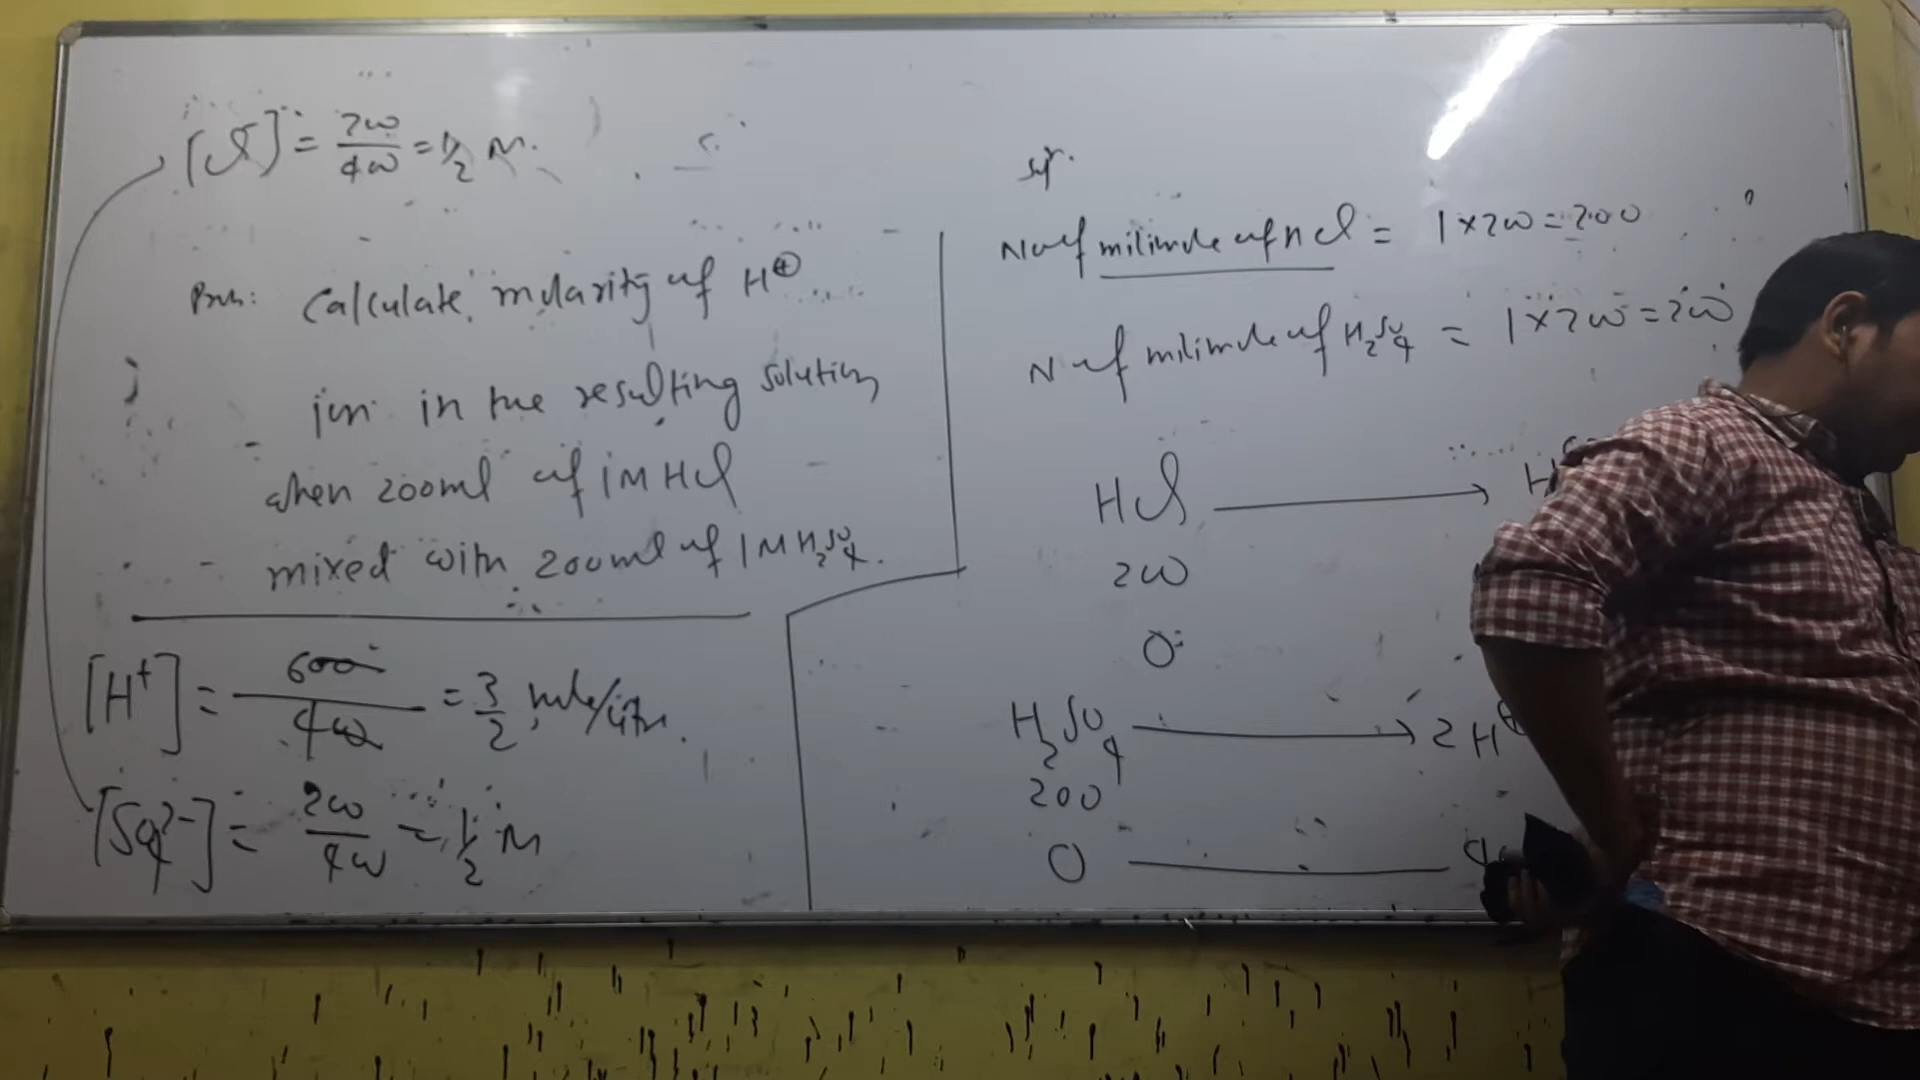 [Cl⁻] = 200/400 = 1/2 M.
Prob: Calculate molarity of H⊕
ion in the resulting solution
when 200ml of 1M HCl
mixed with 200ml of 1M H₂SO₄.
[H⁺] = 600/400 = 3/2 mole/litre.
[SO₄²⁻] = 200/400 = 1/2 M
No of milimole of HCl = 1×200 = 200
N of milimole of H₂SO₄ = 1×200 = 200
HCl → H
200
0
H₂SO₄ → 2H⊕
200
0